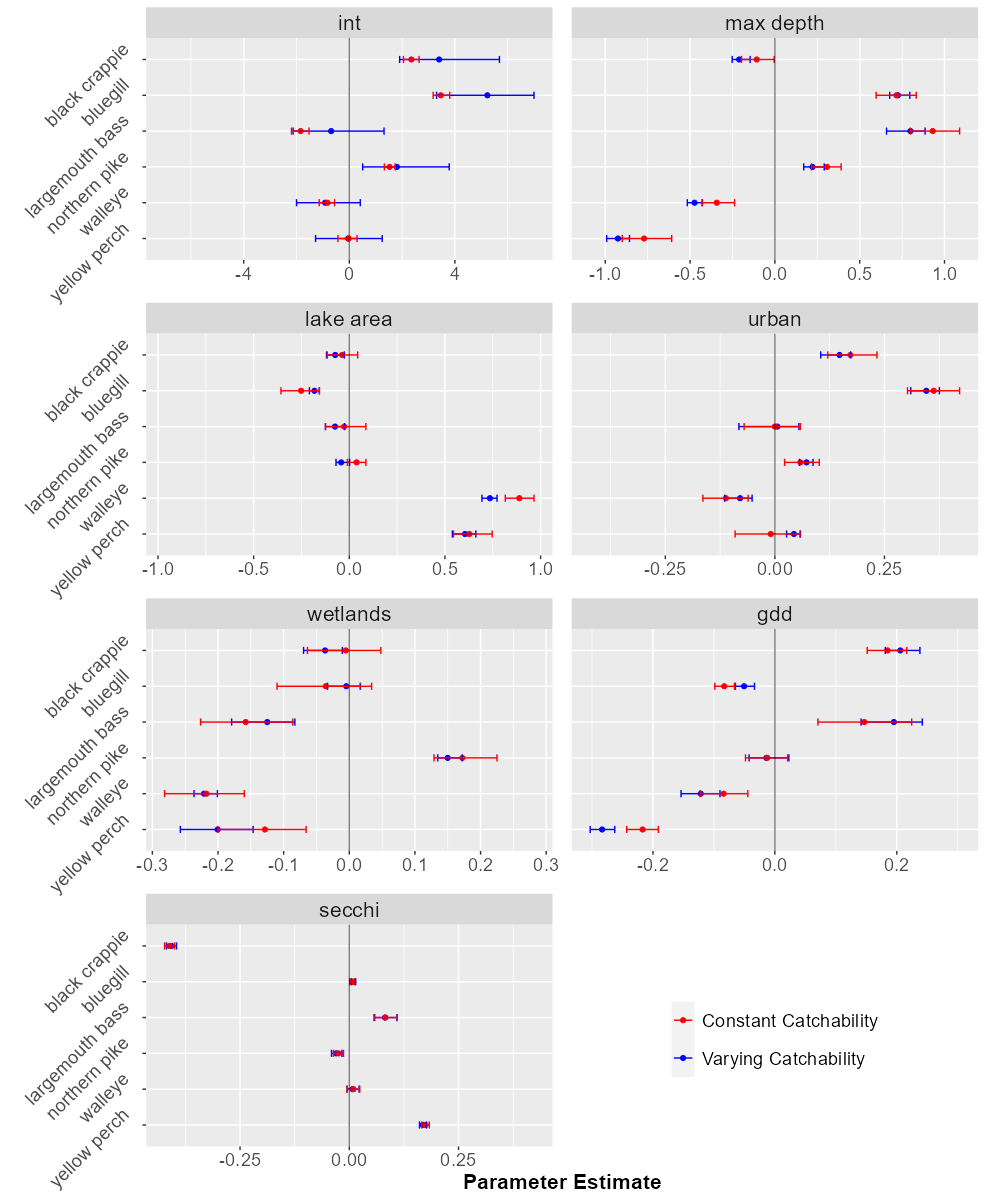 int
max depth
black crappie
bluegill
largemouth bass
northern pike
walleye
yellow perch
-4
0
4
-1.0
-0.5
0.0
0.5
1.0
lake area
urban
black crappie
bluegill
largemouth bass
northern pike
walleye
yellow perch
-1.0
-0.5
0.0
0.5
1.0
-0.25
0.00
0.25
wetlands
gdd
black crappie
bluegill
largemouth bass
northern pike
walleye
yellow perch
-0.3
-0.2
-0.1
0.0
0.1
0.2
0.3
-0.2
0.0
0.2
secchi
black crappie
bluegill
largemouth bass
northern pike
walleye
yellow perch
-0.25
0.00
0.25
Constant Catchability
Varying Catchability
Parameter Estimate